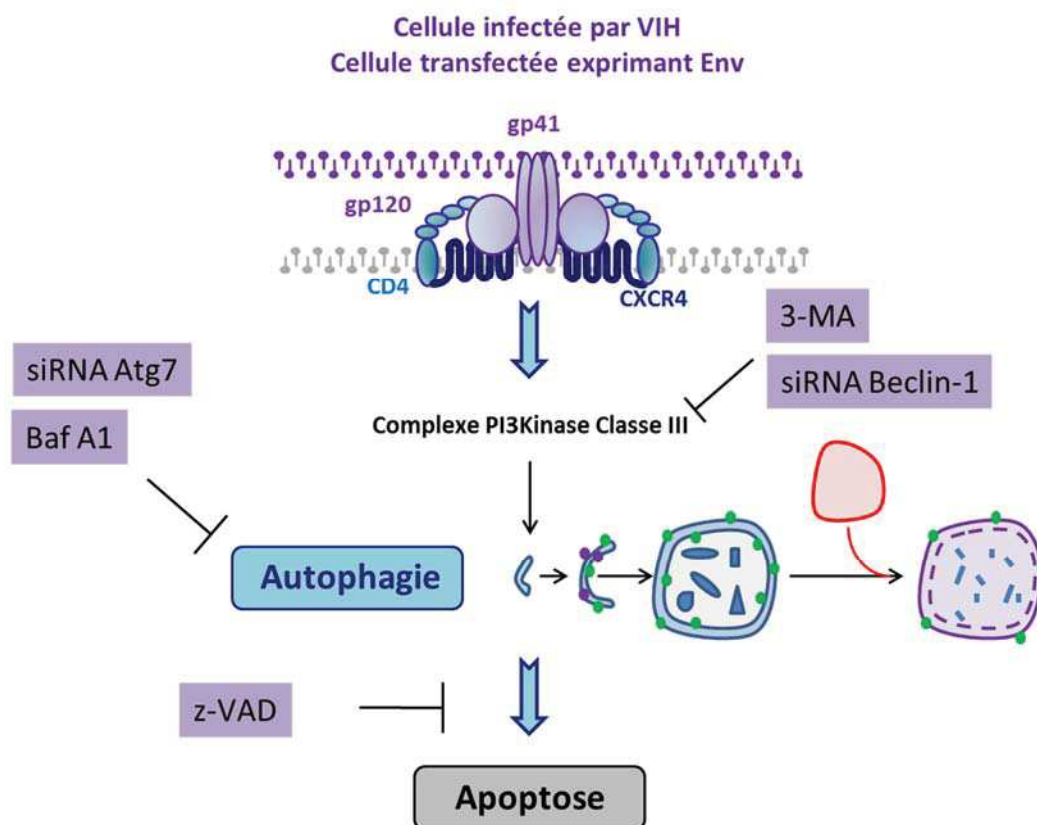 Cellule infectée par VIH
Cellule transfectée exprimant Env
gp41
gp120
CD4
CXCR4
3-MA
siRNA Beclin-1
siRNA Atg7
Baf A1
Complexe PI3Kinase Classe III
Autophagie
z-VAD
Apoptose